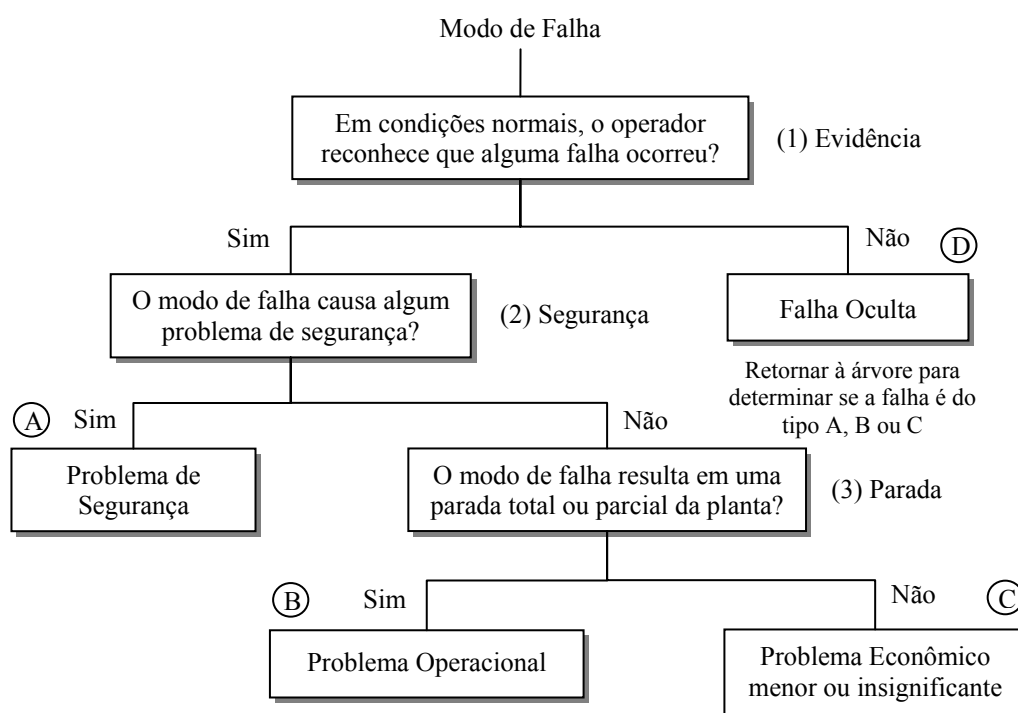 Modo de Falha
Em condições normais, o operador
reconhece que alguma falha ocorreu?
(1) Evidência
Sim
Não
D
O modo de falha causa algum
problema de segurança?
(2) Segurança
Falha Oculta
Retornar à árvore para
determinar se a falha é do
tipo A, B ou C
A
Sim
Não
Problema de
Segurança
O modo de falha resulta em uma
parada total ou parcial da planta?
(3) Parada
B
Sim
Não
C
Problema Operacional
Problema Econômico
menor ou insignificante